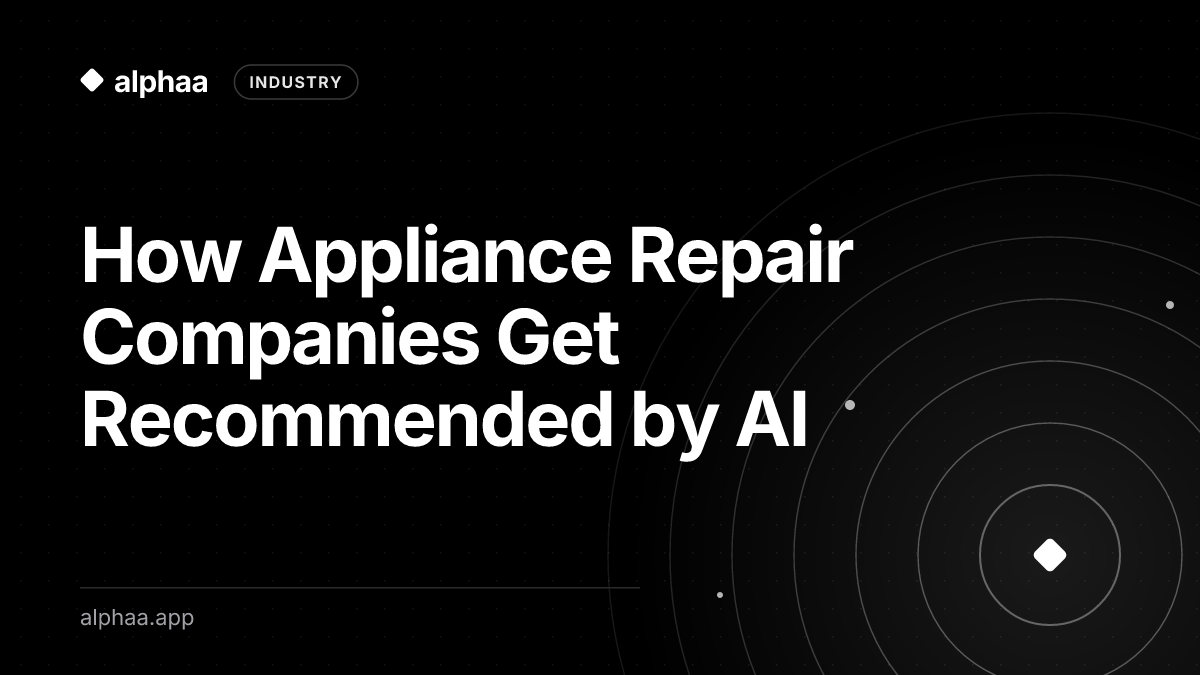 alphaa
INDUSTRY
How Appliance Repair
Companies Get
Recommended by AI
alphaa.app